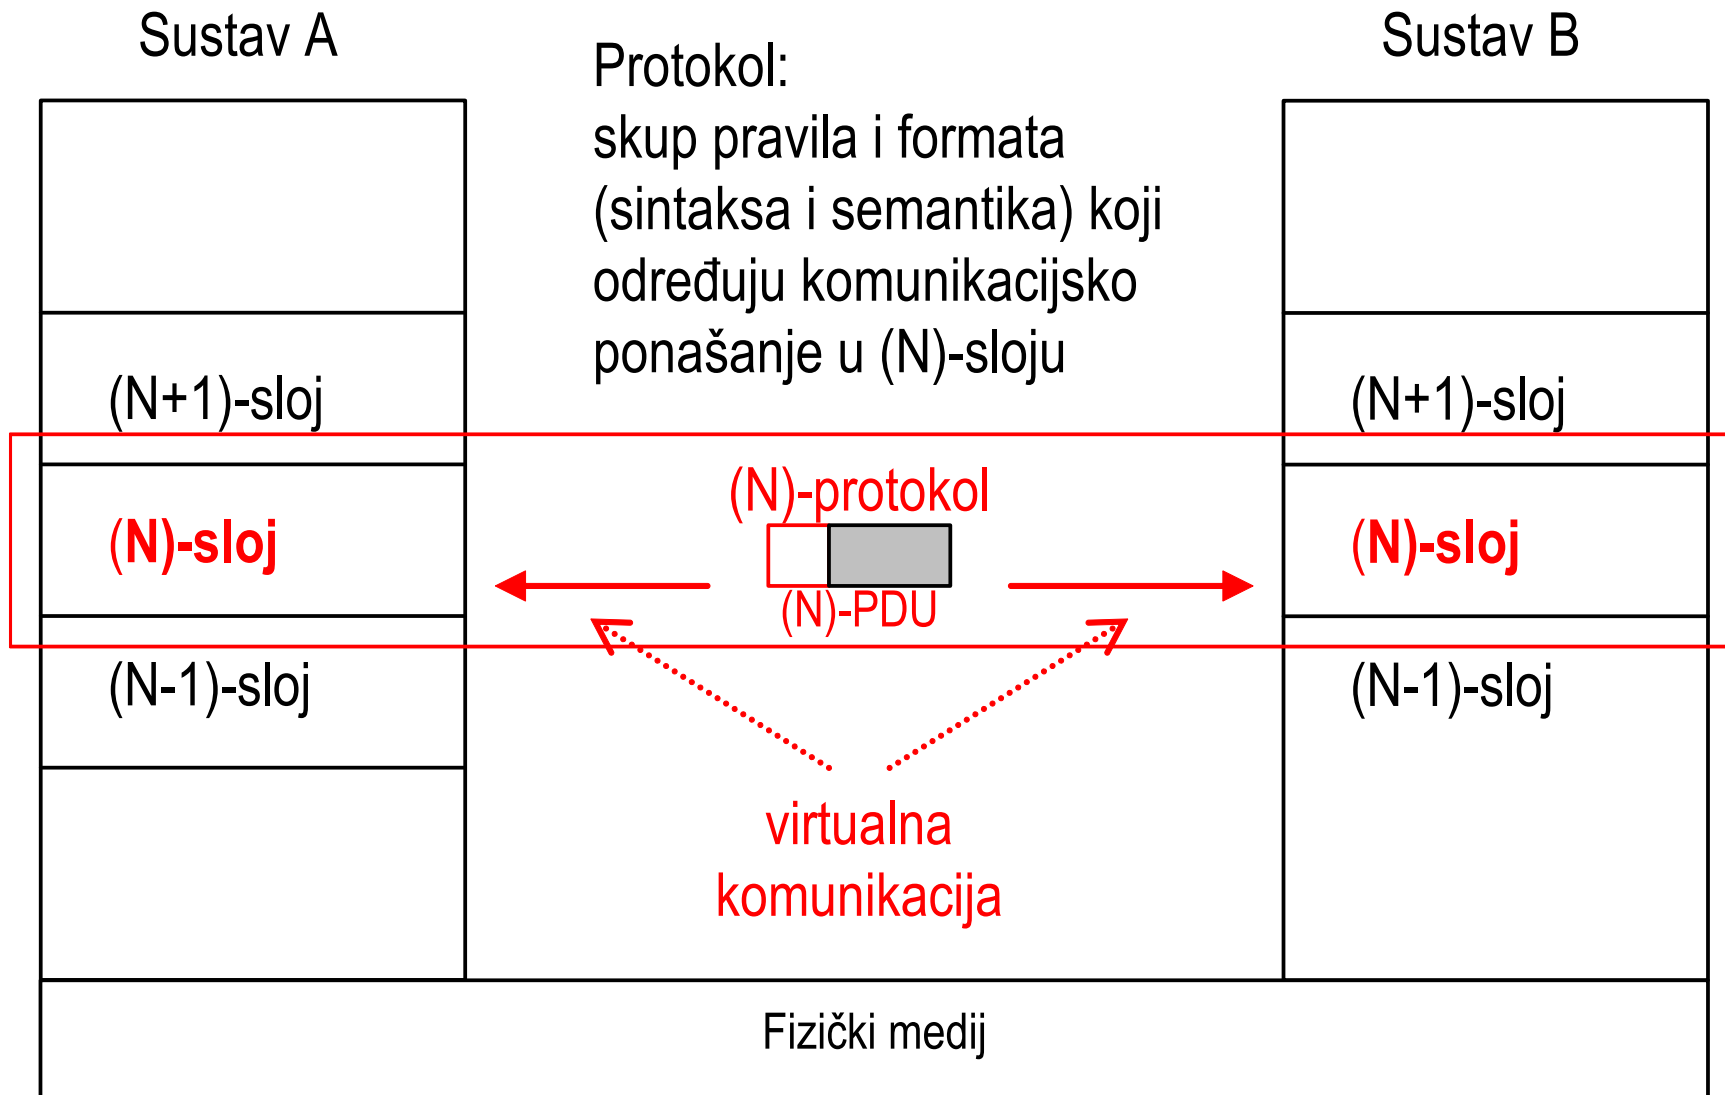 Sustav A
Sustav B
Protokol:
skup pravila i formata
(sintaksa i semantika) koji
određuju komunikacijsko
ponašanje u (N)-sloju
(N+1)-sloj
(N+1)-sloj
(N)-protokol
(N)-sloj
(N)-sloj
(N)-PDU
(N-1)-sloj
(N-1)-sloj
virtualna
komunikacija
Fizički medij